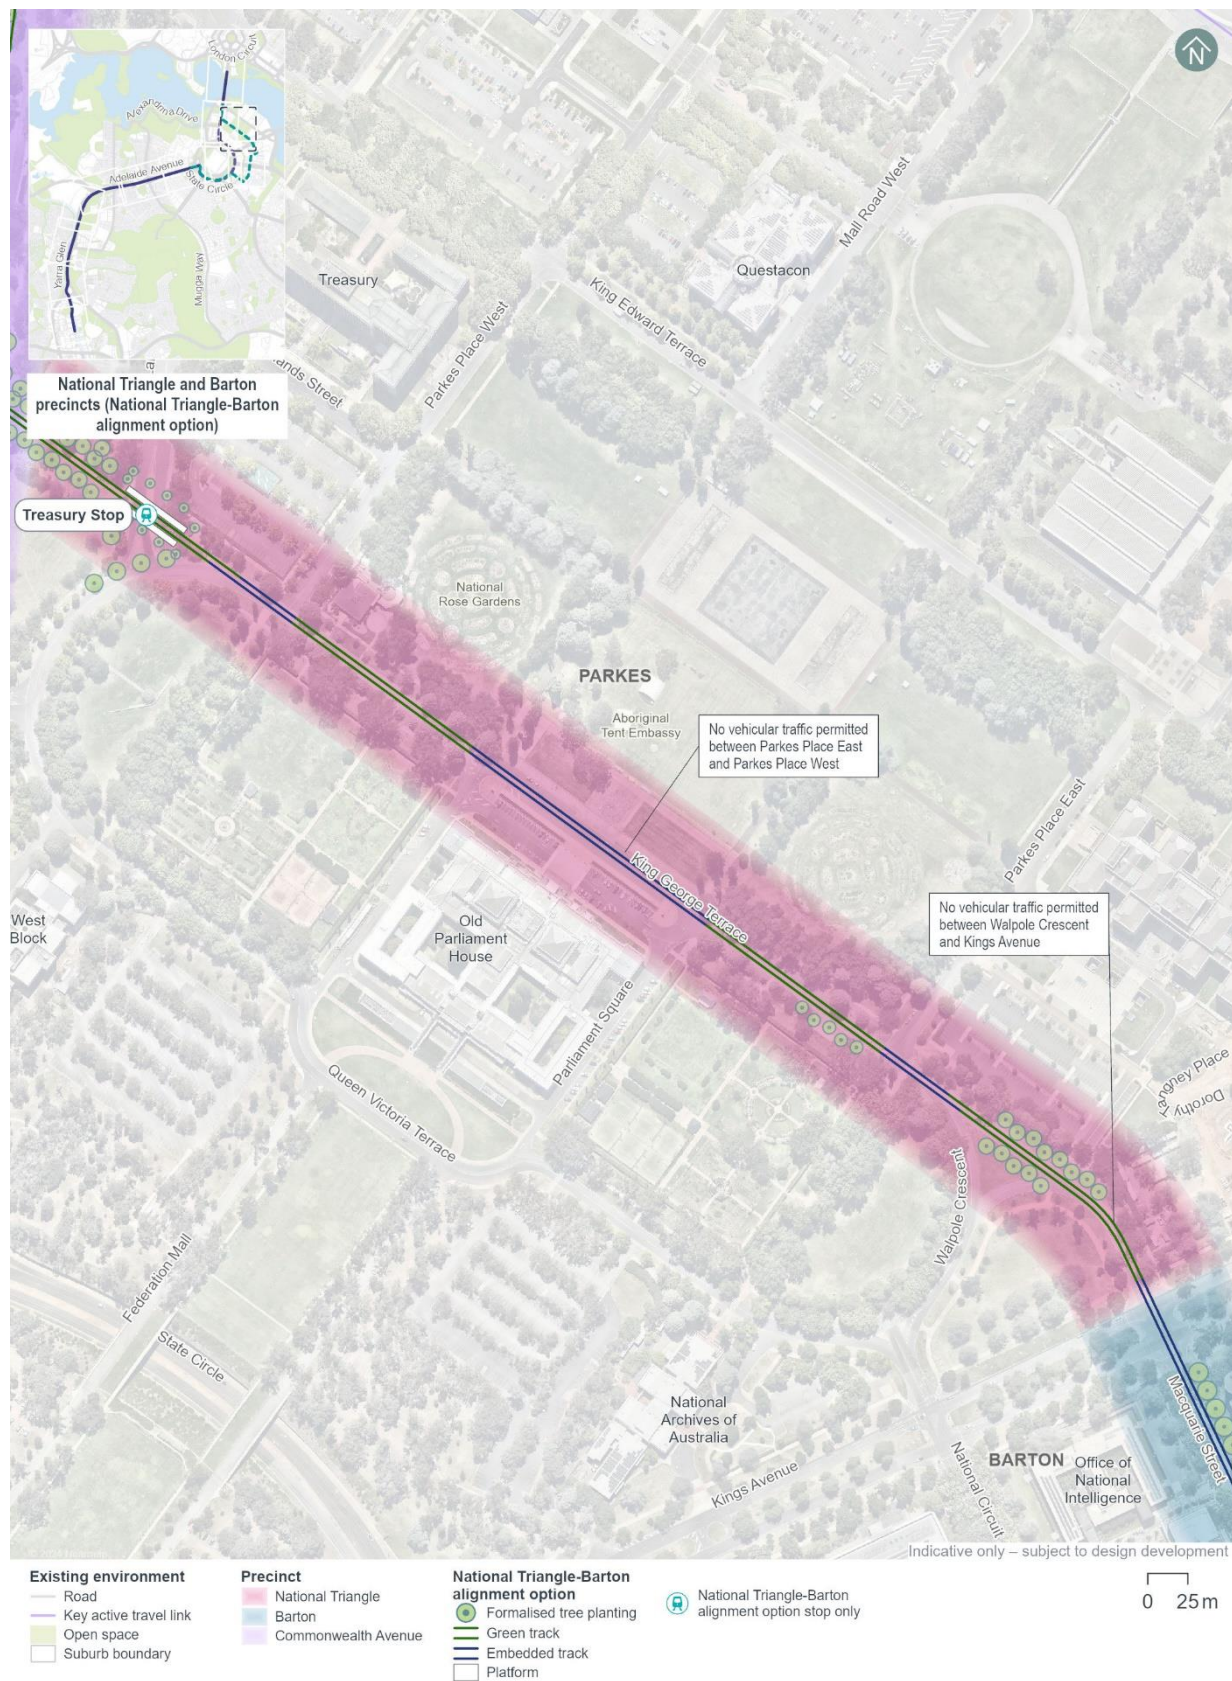 N
London Circuit
Alexandrina Drive
Adelaide Avenue
State Circle
Yarra Glen
Mugga Way
National Triangle and Barton
precincts (National Triangle-Barton
alignment option)
Treasury
Parkes Place West
Questacon
Mall Road West
King Edward Terrace
Treasury Stop
National
Rose Gardens
PARKES
Aboriginal
Tent Embassy
No vehicular traffic permitted
between Parkes Place East
and Parkes Place West
Parkes Place East
King George Terrace
No vehicular traffic permitted
between Walpole Crescent
and Kings Avenue
West
Block
Old
Parliament
House
Parliament Square
Queen Victoria Terrace
Walpole Crescent
Dorothy Tangney Place
Federation Mall
State Circle
National
Archives of
Australia
Kings Avenue
National Circuit
BARTON
Office of
National
Intelligence
Macquarie Street
Indicative only – subject to design development
Existing environment
Road
Key active travel link
Open space
Suburb boundary
Precinct
National Triangle
Barton
Commonwealth Avenue
National Triangle-Barton
alignment option
Formalised tree planting
Green track
Embedded track
Platform
National Triangle-Barton
alignment option stop only
0 25 m